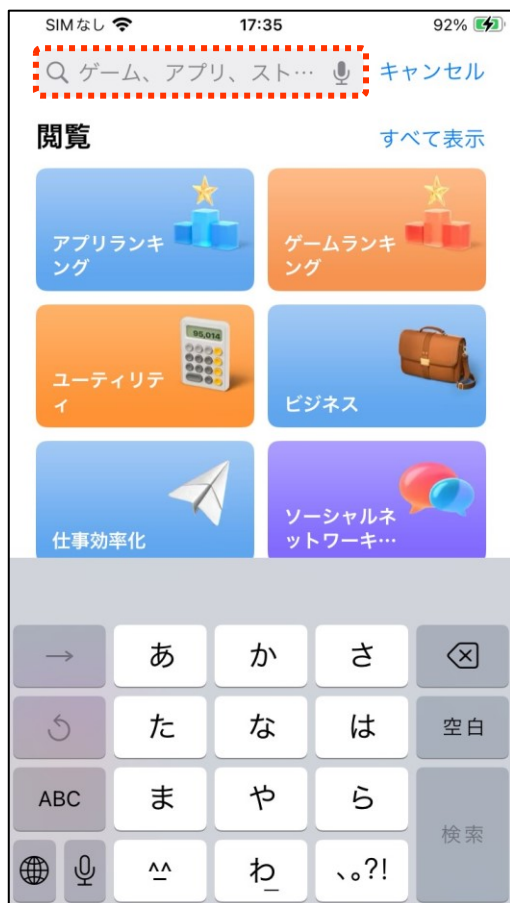 SIMなし 17:35 92%
ゲーム、アプリ、スト… キャンセル
閲覧 すべて表示
アプリランキ
ング
ゲームランキ
ング
95,014
ユーティリテ
ィ
ビジネス
仕事効率化
ソーシャルネ
ットワーキ…
→ あ か さ
た な は 空白
ABC ま や ら
検索
^^ わ 、。?!